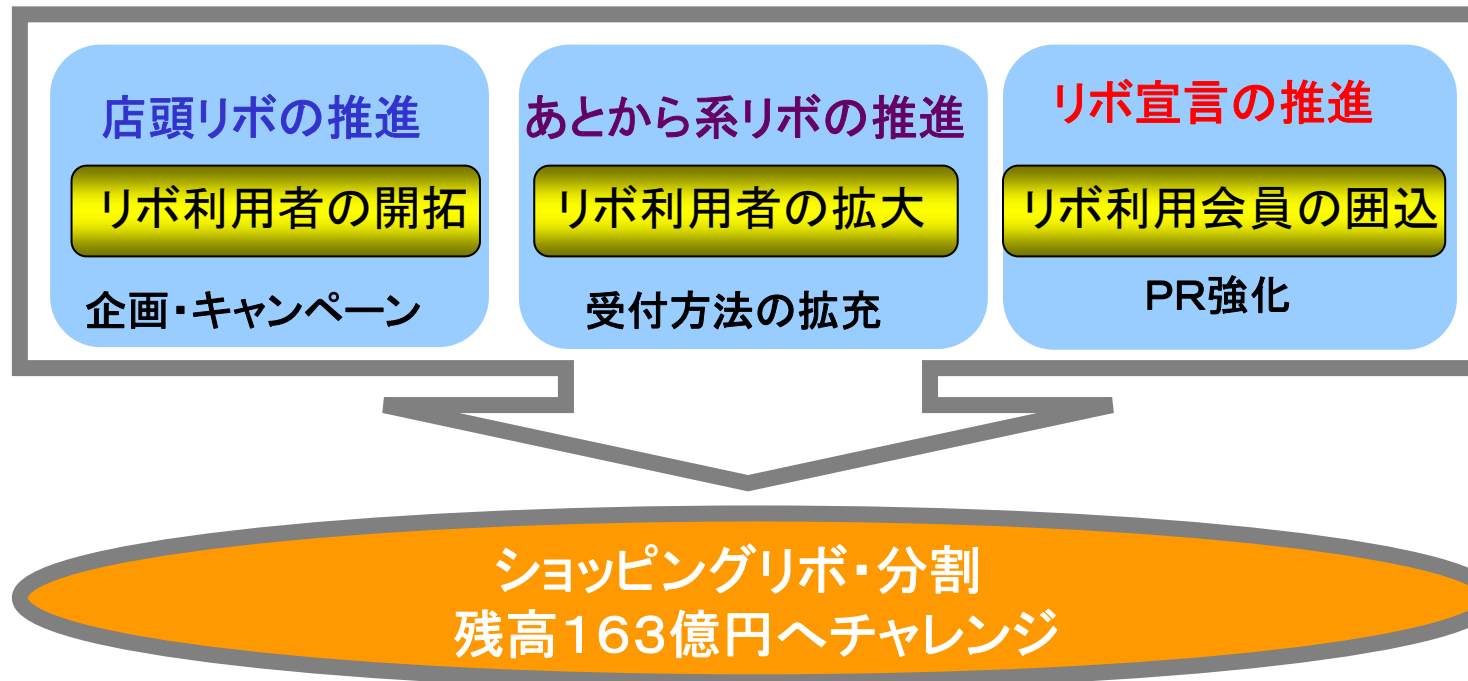 店頭リボの推進
リボ利用者の開拓
企画・キャンペーン
あとから系リボの推進
リボ利用者の拡大
受付方法の拡充
リボ宣言の推進
リボ利用会員の囲込
PR強化
ショッピングリボ・分割
残高163億円へチャレンジ